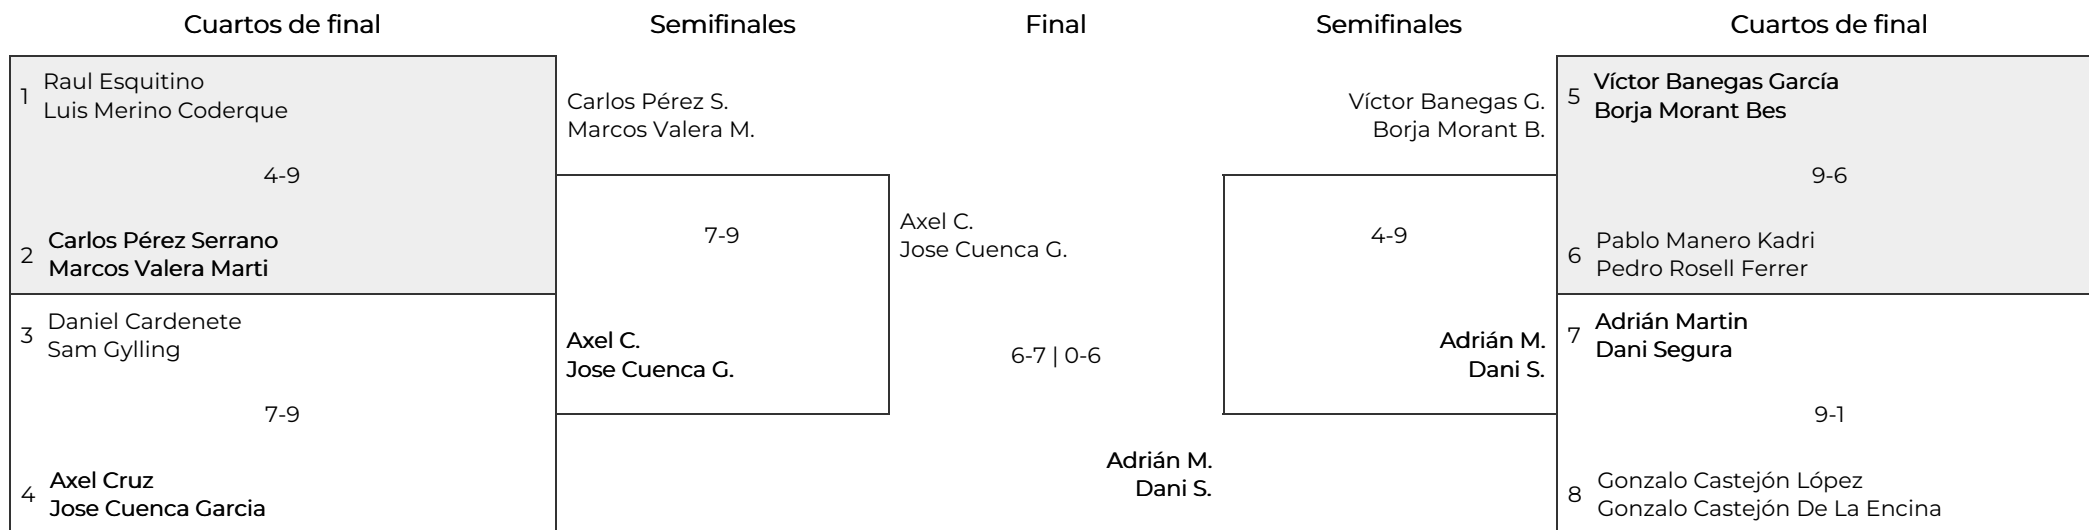 Cuartos de final
Semifinales
Final
Semifinales
Cuartos de final
1
Raul Esquitino
Luis Merino Coderque
4-9
2
Carlos Pérez Serrano
Marcos Valera Marti
3
Daniel Cardenete
Sam Gylling
7-9
4
Axel Cruz
Jose Cuenca Garcia
Carlos Pérez S.
Marcos Valera M.
7-9
Axel C.
Jose Cuenca G.
Axel C.
Jose Cuenca G.
6-7 | 0-6
Adrián M.
Dani S.
Víctor Banegas G.
Borja Morant B.
4-9
Adrián M.
Dani S.
5
Víctor Banegas García
Borja Morant Bes
9-6
6
Pablo Manero Kadri
Pedro Rosell Ferrer
7
Adrián Martin
Dani Segura
9-1
8
Gonzalo Castejón López
Gonzalo Castejón De La Encina